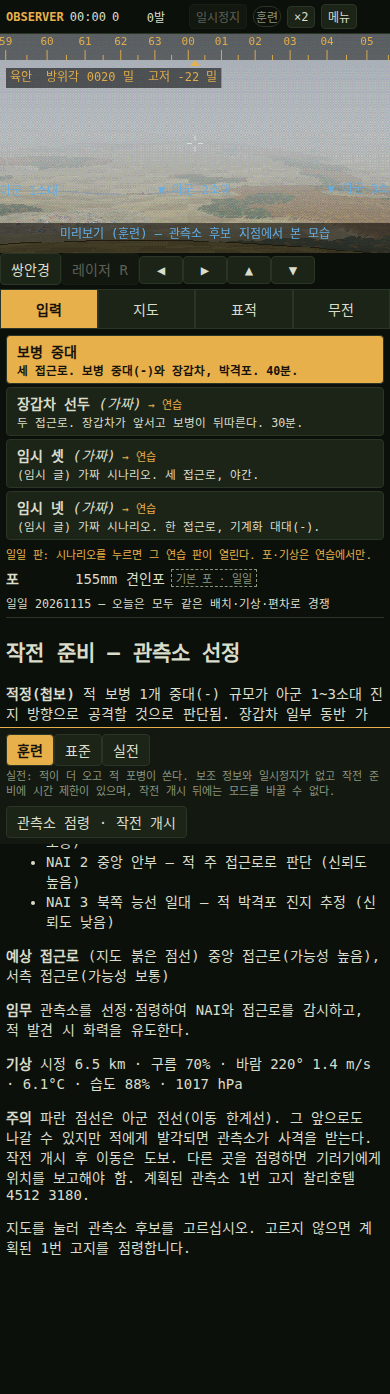 OBSERVER 00:00 0 0발 일시정지 훈련 ×2 메뉴
59 60 61 62 63 00 01 02 03 04 05
육안 방위각 0020 밀 고저 -22 밀
미리보기 (훈련) — 관측소 후보 지점에서 본 모습
쌍안경 레이저 R ◀ ▶ ▲ ▼
입력 지도 표적 무전
보병 중대
세 접근로. 보병 중대(-)와 장갑차, 박격포. 40분.
장갑차 선두 (가짜) → 연습
두 접근로. 장갑차가 앞서고 보병이 뒤따른다. 30분.
임시 셋 (가짜) → 연습
(임시 글) 가짜 시나리오. 세 접근로, 야간.
임시 넷 (가짜) → 연습
(임시 글) 가짜 시나리오. 한 접근로, 기계화 대대(-).
일일 판: 시나리오를 누르면 그 연습 판이 열린다. 포·기상은 연습에서만.
포 155mm 견인포 기본 포 · 일일
일일 20261115 — 오늘은 모두 같은 배치·기상·편차로 경쟁
작전 준비 — 관측소 선정
적정(첩보) 적 보병 1개 중대(-) 규모가 아군 1~3소대 진
지 방향으로 공격할 것으로 판단됨. 장갑차 일부 동반 가
훈련 표준 실전
실전: 적이 더 오고 적 포병이 쏜다. 보조 정보와 일시정지가 없고 작전 준
비에 시간 제한이 있으며, 작전 개시 뒤에는 모드를 바꿀 수 없다.
관측소 점령 · 작전 개시
• NAI 2 중앙 안부 — 적 주 접근로로 판단 (신뢰도
높음)
• NAI 3 북쪽 능선 일대 — 적 박격포 진지 추정 (신
뢰도 낮음)
예상 접근로 (지도 붉은 점선) 중앙 접근로(가능성 높음),
서측 접근로(가능성 보통)
임무 관측소를 선정·점령하여 NAI와 접근로를 감시하고,
적 발견 시 화력을 유도한다.
기상 시정 6.5 km · 구름 70% · 바람 220° 1.4 m/s
· 6.1°C · 습도 88% · 1017 hPa
주의 파란 점선은 아군 전선(이동 한계선). 그 앞으로도
나갈 수 있지만 적에게 발각되면 관측소가 사격을 받는다.
작전 개시 후 이동은 도보. 다른 곳을 점령하면 기러기에게
위치를 보고해야 함. 계획된 관측소 1번 고지 찰리호텔
4512 3180.
지도를 눌러 관측소 후보를 고르십시오. 고르지 않으면 계
획된 1번 고지를 점령합니다.